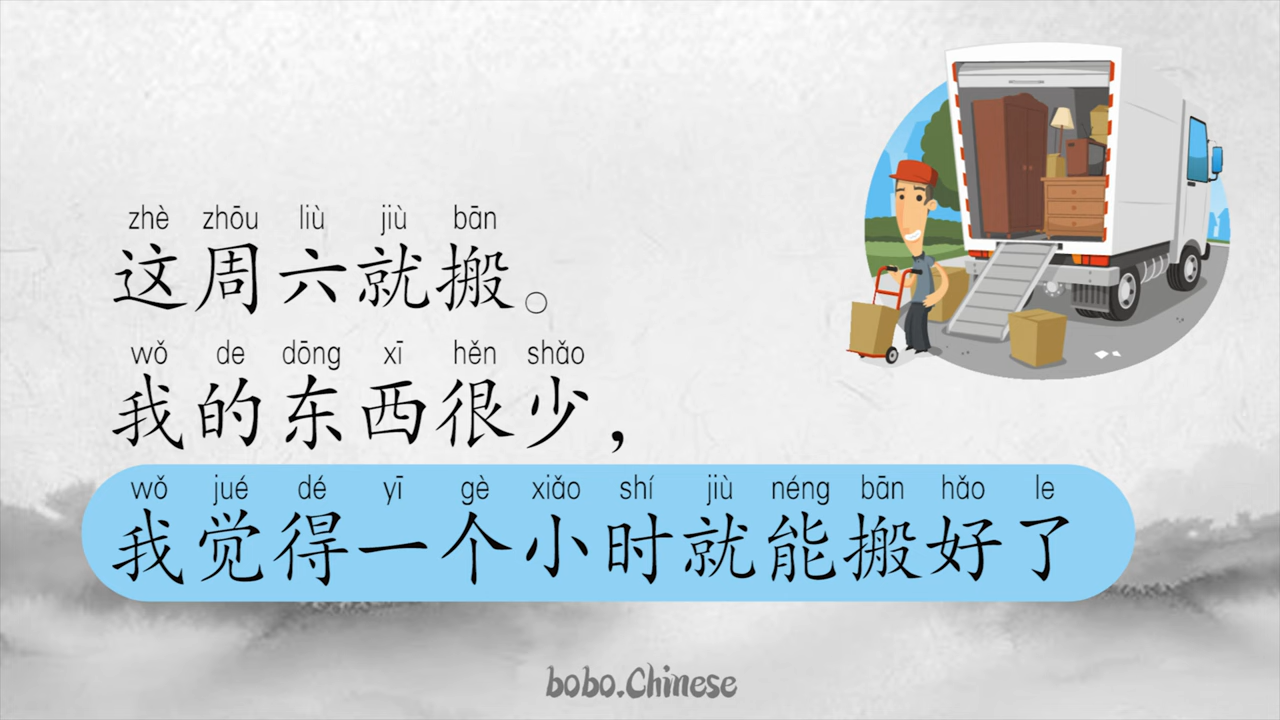 zhè zhōu liù jiù bān
这周六就搬。
wǒ de dōng xī hěn shǎo
我的东西很少，
wǒ jué dé yī gè xiǎo shí jiù néng bān hǎo le
我觉得一个小时就能搬好了
bobo.Chinese